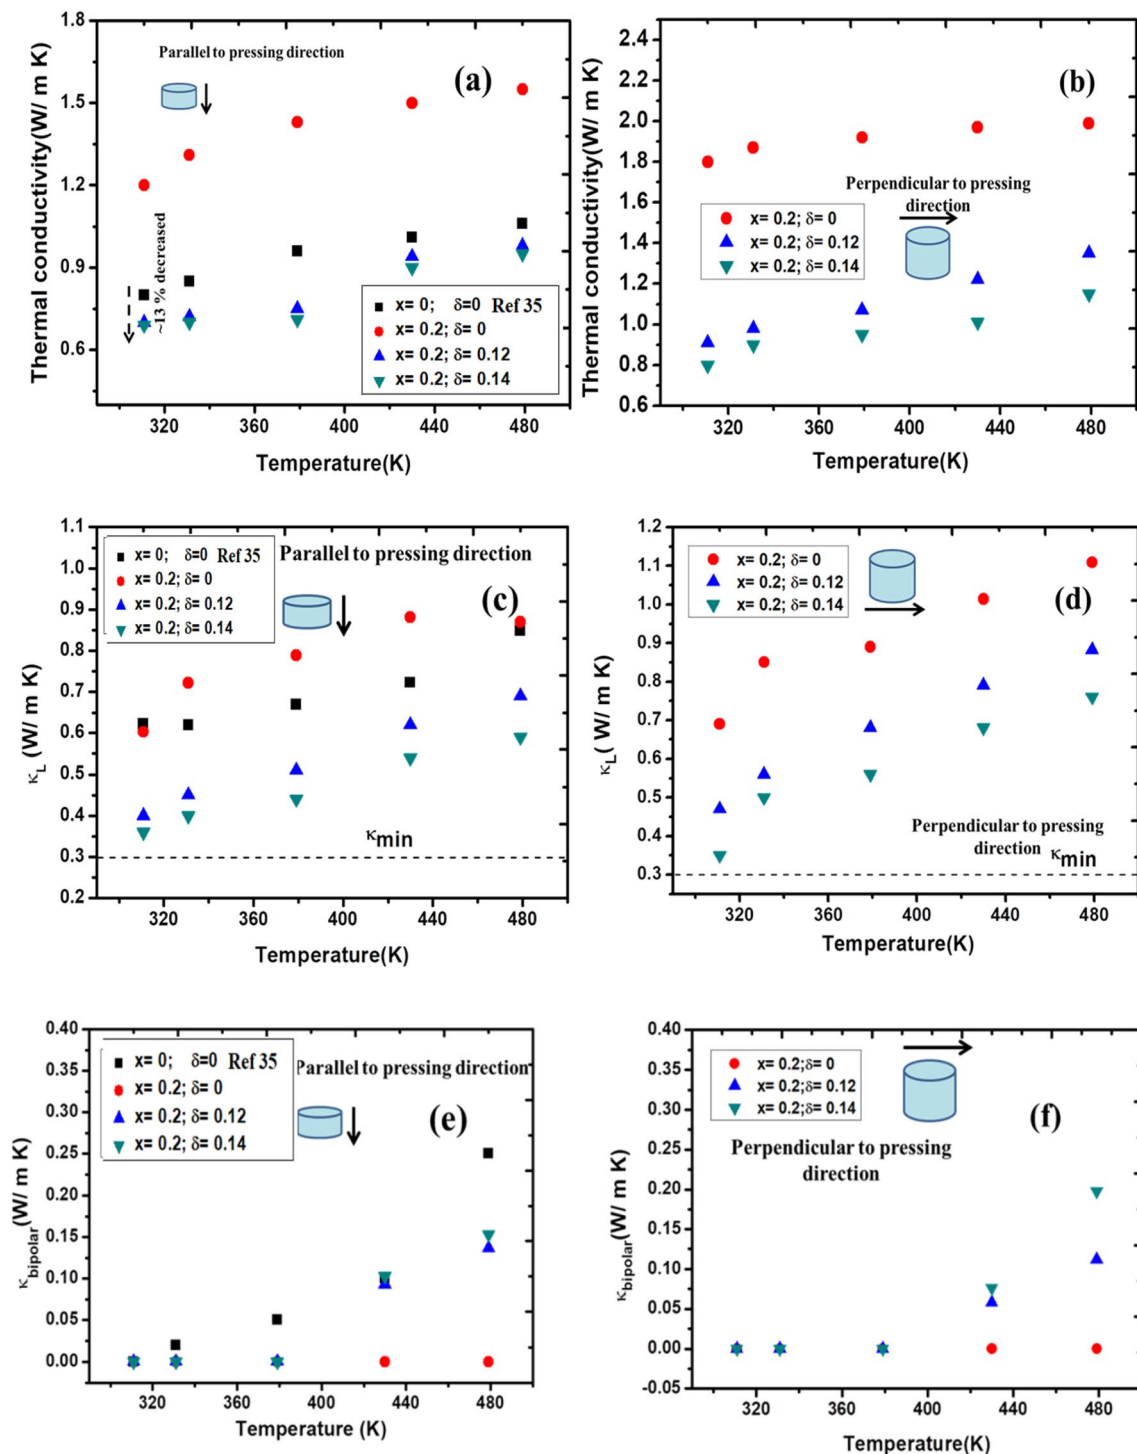 1.8
1.5
1.2
0.9
0.6
Thermal conductivity(W/ m K)
Parallel to pressing direction
(a)
~13 % decreased
x= 0; δ=0 Ref 35
x= 0.2; δ= 0
x= 0.2; δ= 0.12
x= 0.2; δ= 0.14
320 360 400 440 480
Temperature(K)
2.4
2.2
2.0
1.8
1.6
1.4
1.2
1.0
0.8
0.6
Thermal conductivity(W/ m K)
(b)
Perpendicular to pressing
direction
x= 0.2; δ= 0
x= 0.2; δ= 0.12
x= 0.2; δ= 0.14
320 360 400 440 480
Temperature(K)
1.1
1.0
0.9
0.8
0.7
0.6
0.5
0.4
0.3
0.2
κL (W/ m K)
x= 0; δ=0 Ref 35
x= 0.2; δ= 0
x= 0.2; δ= 0.12
x= 0.2; δ= 0.14
Parallel to pressing direction
(c)
κmin
320 360 400 440 480
Temperature(K)
1.2
1.1
1.0
0.9
0.8
0.7
0.6
0.5
0.4
0.3
κL( W/ m K)
x= 0.2; δ= 0
x= 0.2; δ= 0.12
x= 0.2; δ= 0.14
(d)
Perpendicular to pressing
direction κmin
320 360 400 440 480
Temperature(K)
0.40
0.35
0.30
0.25
0.20
0.15
0.10
0.05
0.00
κbipolar(W/ m K)
x= 0; δ=0 Ref 35
x= 0.2; δ= 0
x= 0.2; δ= 0.12
x= 0.2; δ= 0.14
Parallel to pressing direction
(e)
320 360 400 440 480
Temperature (K)
0.40
0.35
0.30
0.25
0.20
0.15
0.10
0.05
0.00
-0.05
κbipolar(W/ m K)
x= 0.2;δ= 0
x= 0.2;δ= 0.12
x= 0.2;δ= 0.14
(f)
Perpendicular to pressing
direction
320 360 400 440 480
Temperature(K)